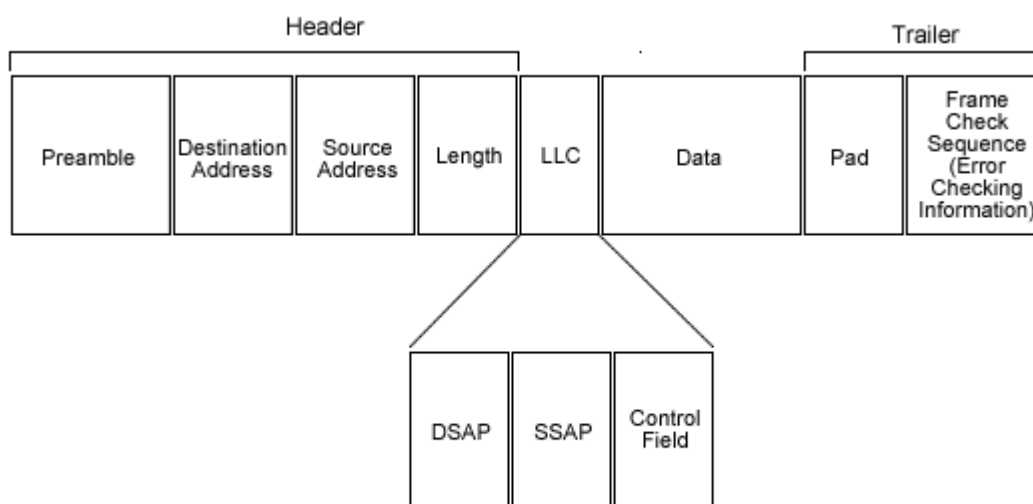 Header
Trailer
Preamble
Destination
Address
Source
Address
Length
LLC
Data
Pad
Frame
Check
Sequence
(Error
Checking
Information)
DSAP
SSAP
Control
Field